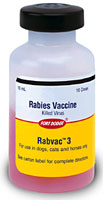 10 mL 10 Doses
Rabies Vaccine
Killed Virus
FORT DODGE
Rabvac™ 3
For use in dogs, cats and horses only
See carton label for complete directions